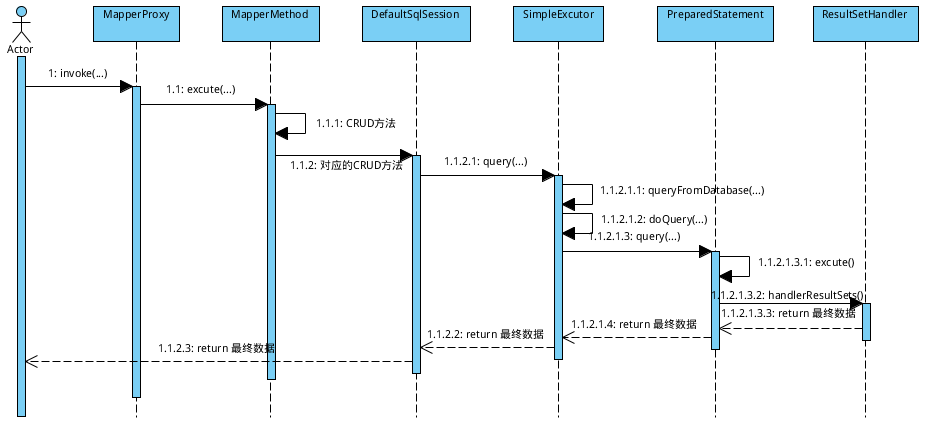 MapperProxy
MapperMethod
DefaultSqlSession
SimpleExcutor
PreparedStatement
ResultSetHandler
Actor
1: invoke(...)
1.1: excute(...)
1.1.1: CRUD方法
1.1.2: 对应的CRUD方法
1.1.2.1: query(...)
1.1.2.1.1: queryFromDatabase(...)
1.1.2.1.2: doQuery(...)
1.1.2.1.3: query(...)
1.1.2.1.3.1: excute()
1.1.2.1.3.2: handlerResultSets()
1.1.2.1.3.3: return 最终数据
1.1.2.1.4: return 最终数据
1.1.2.2: return 最终数据
1.1.2.3: return 最终数据